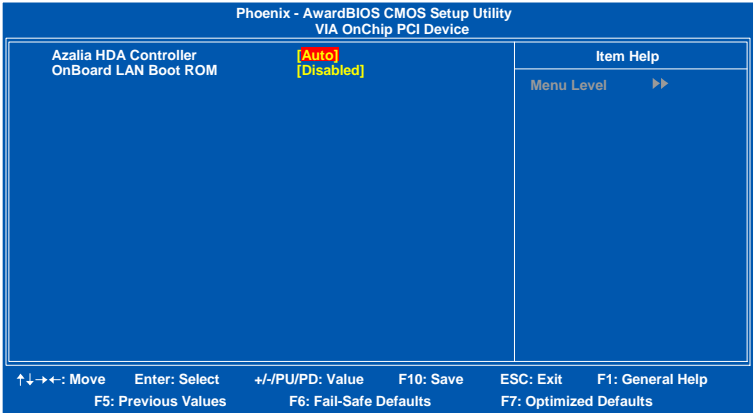 Phoenix - AwardBIOS CMOS Setup Utility
VIA OnChip PCI Device
Azalia HDA Controller [Auto]
OnBoard LAN Boot ROM [Disabled]
Item Help
Menu Level ▶▶
↑↓→←: Move Enter: Select +/-/PU/PD: Value F10: Save ESC: Exit F1: General Help
F5: Previous Values F6: Fail-Safe Defaults F7: Optimized Defaults